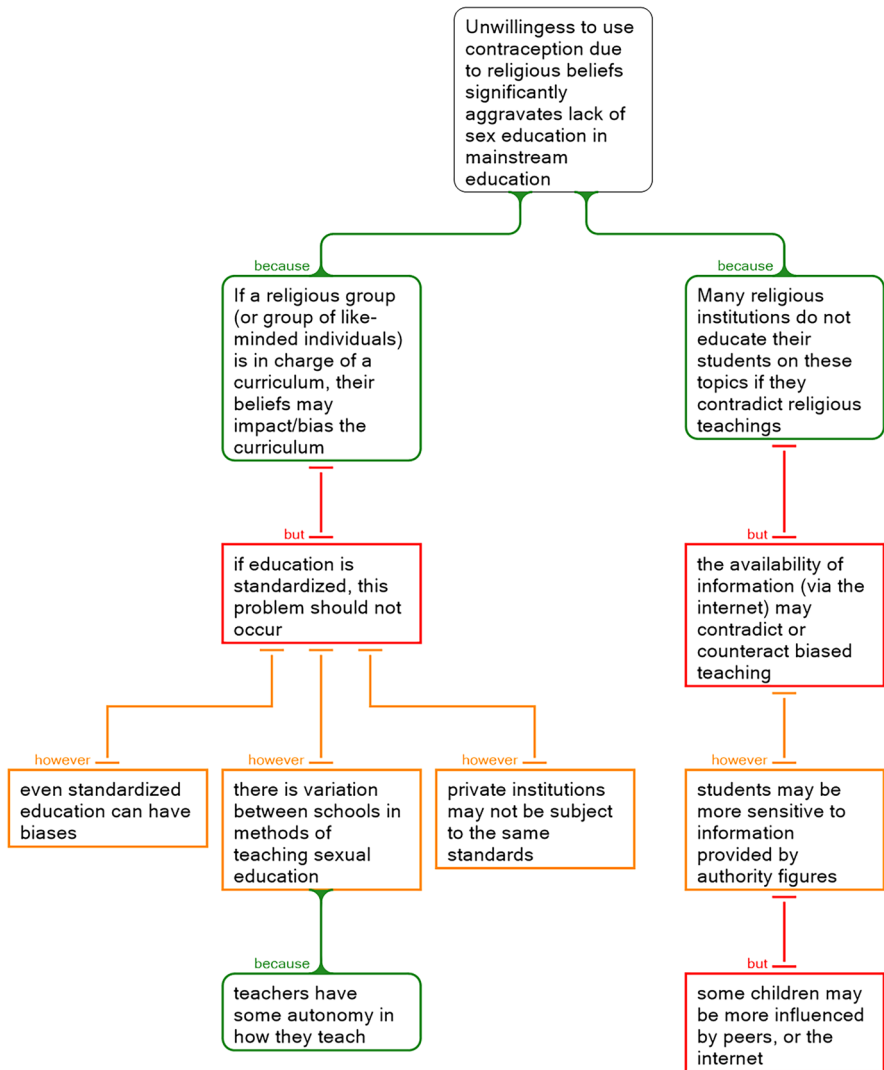 Unwillingess to use
contraception due
to religious beliefs
significantly
aggravates lack of
sex education in
mainstream
education
because
If a religious group
(or group of like-
minded individuals)
is in charge of a
curriculum, their
beliefs may
impact/bias the
curriculum
because
Many religious
institutions do not
educate their
students on these
topics if they
contradict religious
teachings
but
if education is
standardized, this
problem should not
occur
but
the availability of
information (via the
internet) may
contradict or
counteract biased
teaching
however
even standardized
education can have
biases
however
there is variation
between schools in
methods of
teaching sexual
education
however
private institutions
may not be subject
to the same
standards
however
students may be
more sensitive to
information
provided by
authority figures
because
teachers have
some autonomy in
how they teach
but
some children may
be more influenced
by peers, or the
internet